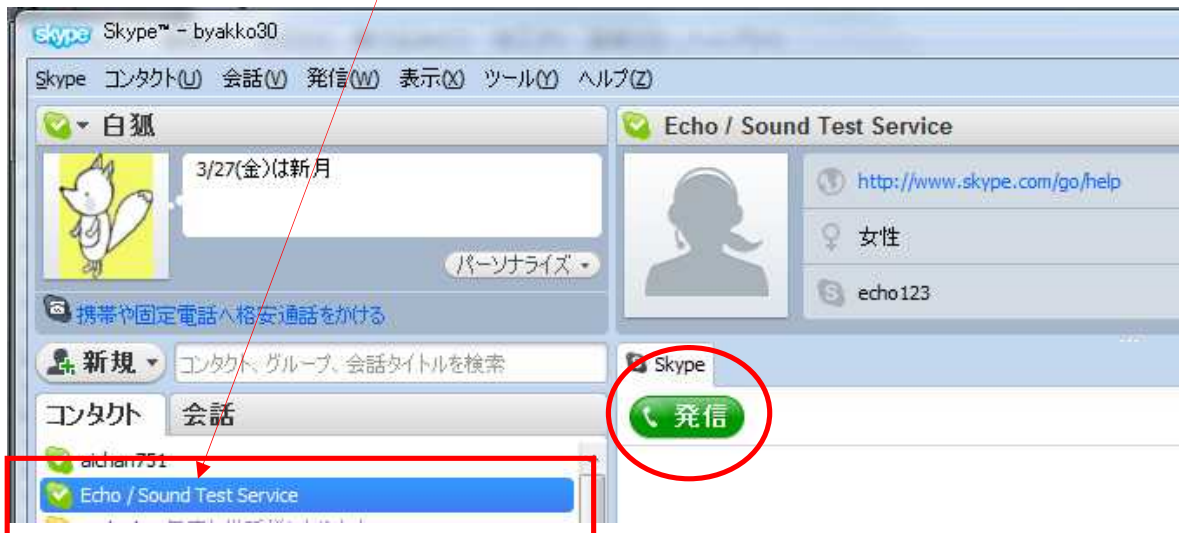 skype Skype™ - byakko30
Skype コンタクト(U) 会話(V) 発信(W) 表示(X) ツール(Y) ヘルプ(Z)
白狐
3/27(金)は新月
パーソナライズ
携帯や固定電話へ格安通話をかける
新規 コンタクト、グループ、会話タイトルを検索
コンタクト 会話
aichan751
Echo / Sound Test Service
Echo / Sound Test Service
http://www.skype.com/go/help
女性
echo123
Skype
発信